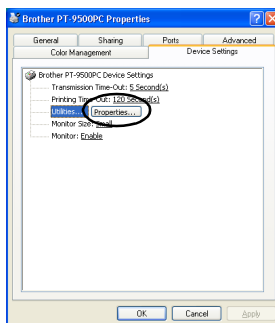 Brother PT-9500PC Properties
General Sharing Ports Advanced
Color Management Device Settings
Brother PT-9500PC Device Settings
Transmission Time-Out: 5 Second(s)
Printing Time-Out: 120 Second(s)
Utilities... Properties...
Monitor Size: Small
Monitor: Enable
OK Cancel Apply